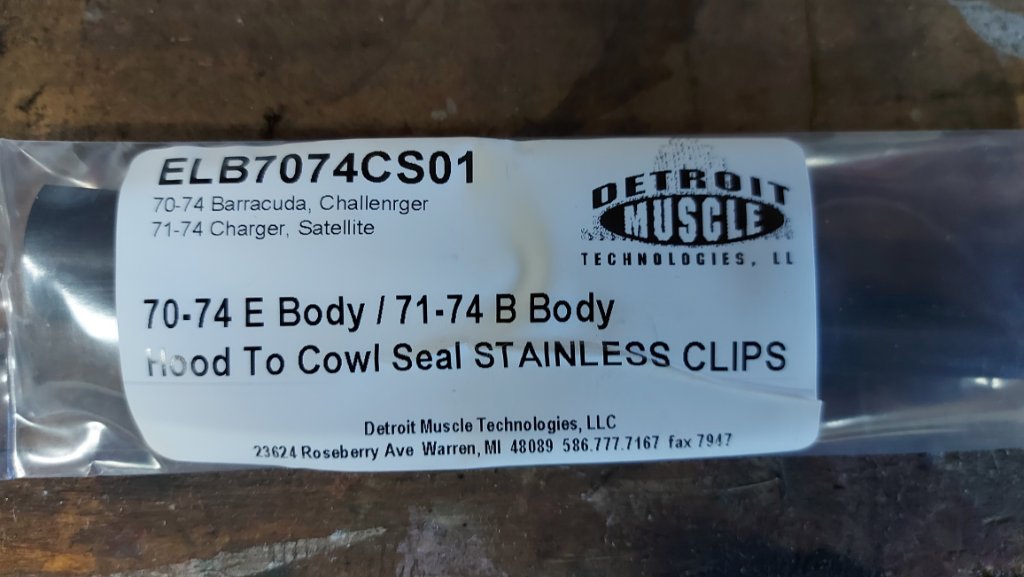 ELB7074CS01
70-74 Barracuda, Challenrger
71-74 Charger, Satellite
DETROIT
MUSCLE
TECHNOLOGIES, LL
70-74 E Body / 71-74 B Body
Hood To Cowl Seal STAINLESS CLIPS
Detroit Muscle Technologies, LLC
23624 Roseberry Ave Warren, MI 48089 586.777.7167 fax 7947